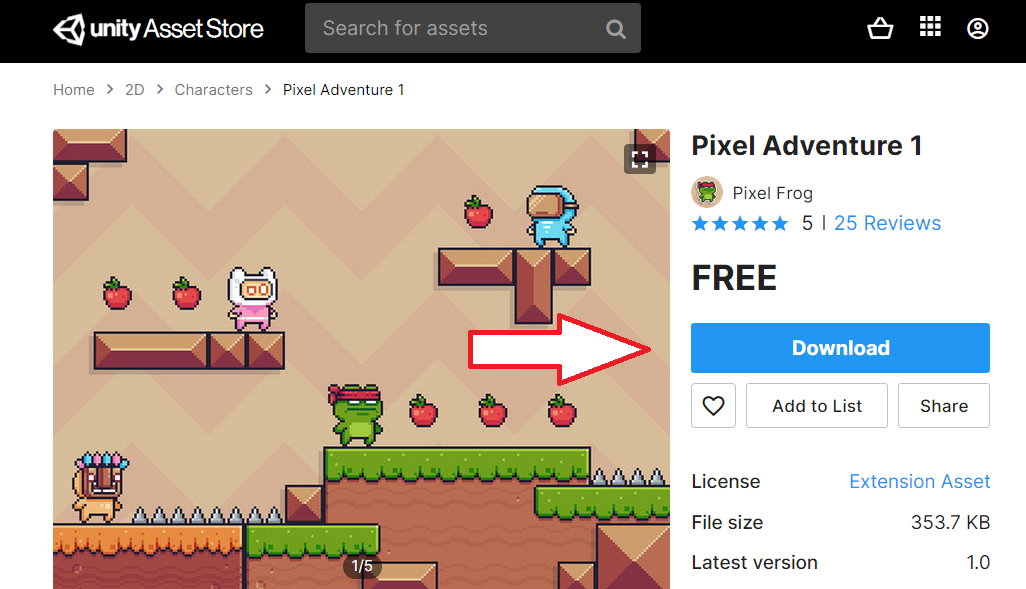 unity Asset Store
Search for assets
Home > 2D > Characters > Pixel Adventure 1
Pixel Adventure 1
Pixel Frog
5 | 25 Reviews
FREE
Download
Add to List
Share
License Extension Asset
File size 353.7 KB
Latest version 1.0
1/5